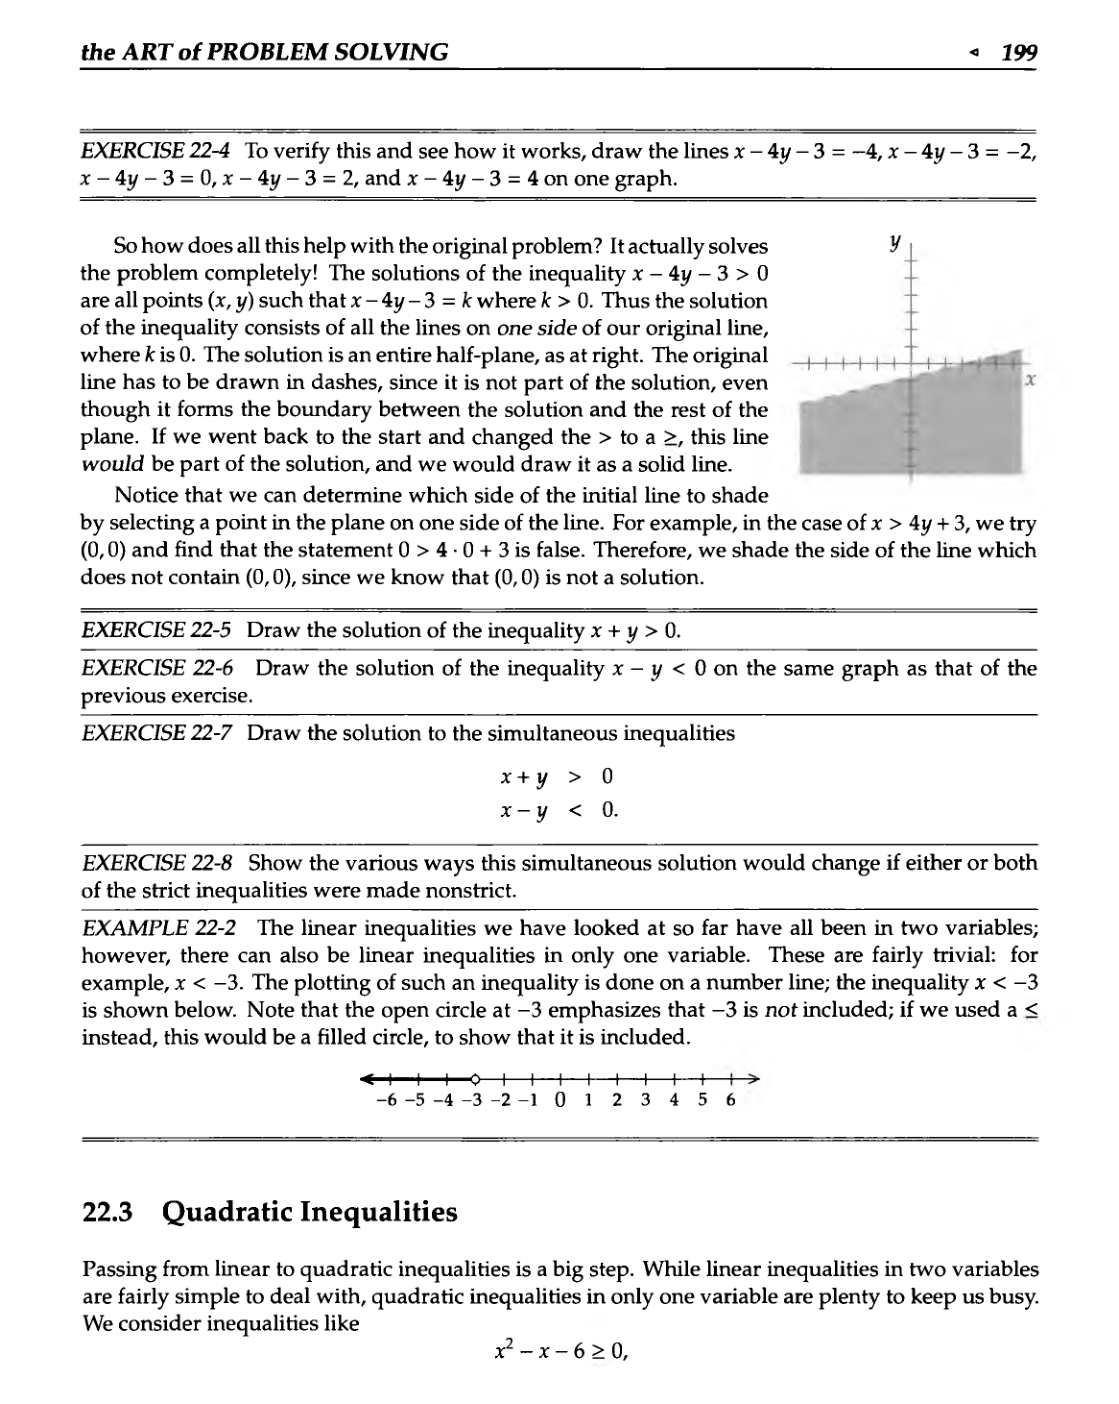 the ART of PROBLEM SOLVING ◃ 199
EXERCISE 22-4 To verify this and see how it works, draw the lines x − 4y − 3 = −4, x − 4y − 3 = −2,
x − 4y − 3 = 0, x − 4y − 3 = 2, and x − 4y − 3 = 4 on one graph.
So how does all this help with the original problem? It actually solves
the problem completely! The solutions of the inequality x − 4y − 3 > 0
are all points (x, y) such that x − 4y − 3 = k where k > 0. Thus the solution
of the inequality consists of all the lines on one side of our original line,
where k is 0. The solution is an entire half-plane, as at right. The original
line has to be drawn in dashes, since it is not part of the solution, even
though it forms the boundary between the solution and the rest of the
plane. If we went back to the start and changed the > to a ≥, this line
would be part of the solution, and we would draw it as a solid line.
y
x
Notice that we can determine which side of the initial line to shade
by selecting a point in the plane on one side of the line. For example, in the case of x > 4y + 3, we try
(0, 0) and find that the statement 0 > 4 · 0 + 3 is false. Therefore, we shade the side of the line which
does not contain (0, 0), since we know that (0, 0) is not a solution.
EXERCISE 22-5 Draw the solution of the inequality x + y > 0.
EXERCISE 22-6 Draw the solution of the inequality x − y < 0 on the same graph as that of the
previous exercise.
EXERCISE 22-7 Draw the solution to the simultaneous inequalities
x + y > 0
x − y < 0.
EXERCISE 22-8 Show the various ways this simultaneous solution would change if either or both
of the strict inequalities were made nonstrict.
EXAMPLE 22-2 The linear inequalities we have looked at so far have all been in two variables;
however, there can also be linear inequalities in only one variable. These are fairly trivial: for
example, x < −3. The plotting of such an inequality is done on a number line; the inequality x < −3
is shown below. Note that the open circle at −3 emphasizes that −3 is not included; if we used a ≤
instead, this would be a filled circle, to show that it is included.
−6 −5 −4 −3 −2 −1 0 1 2 3 4 5 6
22.3 Quadratic Inequalities
Passing from linear to quadratic inequalities is a big step. While linear inequalities in two variables
are fairly simple to deal with, quadratic inequalities in only one variable are plenty to keep us busy.
We consider inequalities like
x² − x − 6 ≥ 0,